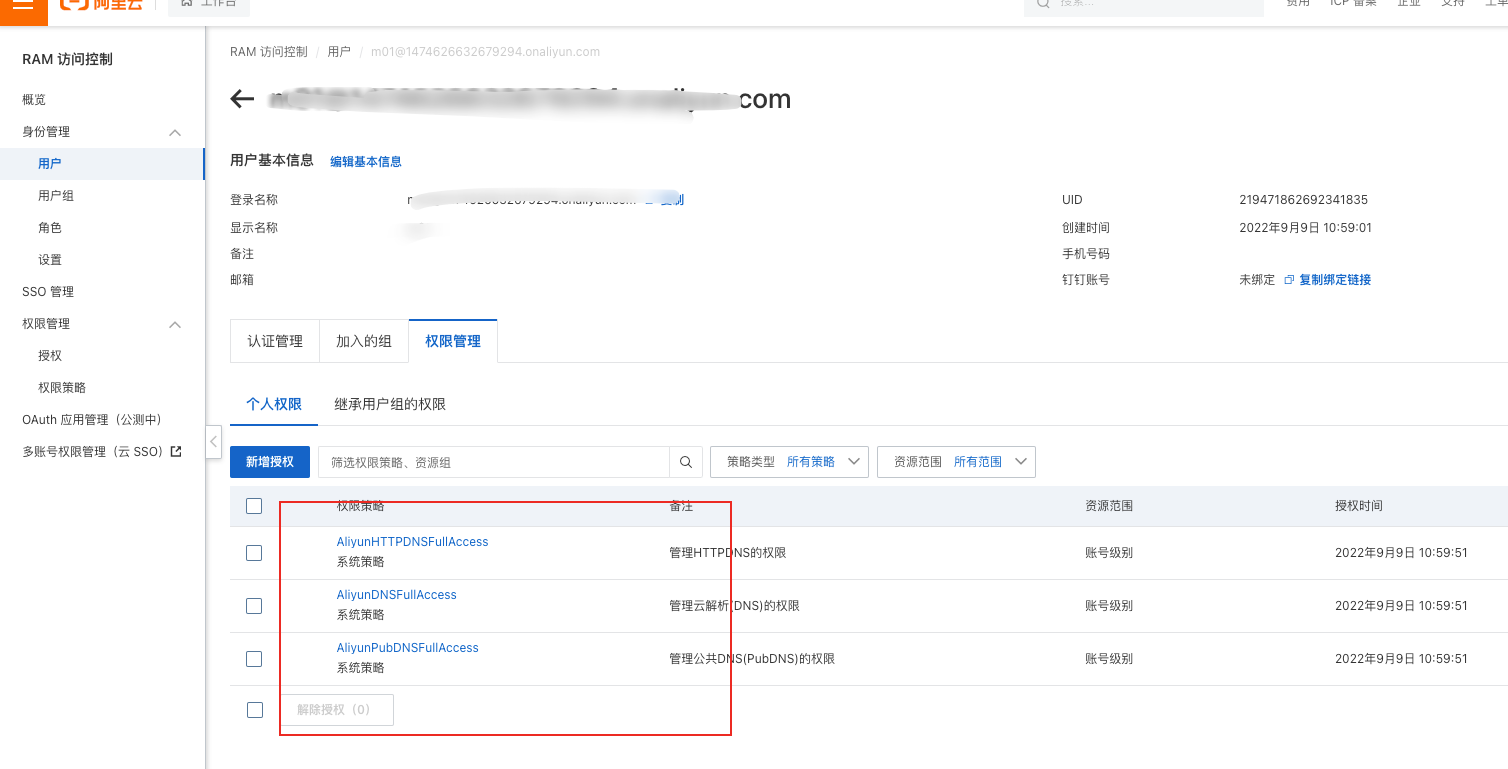 阿里云
工作台
搜索...
费用
ICP 备案
企业
支持
工单
RAM 访问控制
概览
身份管理
用户
用户组
角色
设置
SSO 管理
权限管理
授权
权限策略
OAuth 应用管理（公测中）
多账号权限管理（云 SSO）
RAM 访问控制 / 用户 / m01@1474626632679294.onaliyun.com
用户基本信息 编辑基本信息
登录名称
显示名称
备注
邮箱
UID 219471862692341835
创建时间 2022年9月9日 10:59:01
手机号码
钉钉账号 未绑定 复制绑定链接
认证管理 加入的组 权限管理
个人权限 继承用户组的权限
新增授权 筛选权限策略、资源组 策略类型 所有策略 资源范围 所有范围
权限策略 备注 资源范围 授权时间
AliyunHTTPDNSFullAccess
系统策略
管理HTTPDNS的权限 账号级别 2022年9月9日 10:59:51
AliyunDNSFullAccess
系统策略
管理云解析(DNS)的权限 账号级别 2022年9月9日 10:59:51
AliyunPubDNSFullAccess
系统策略
管理公共DNS(PubDNS)的权限 账号级别 2022年9月9日 10:59:51
解除授权（0）